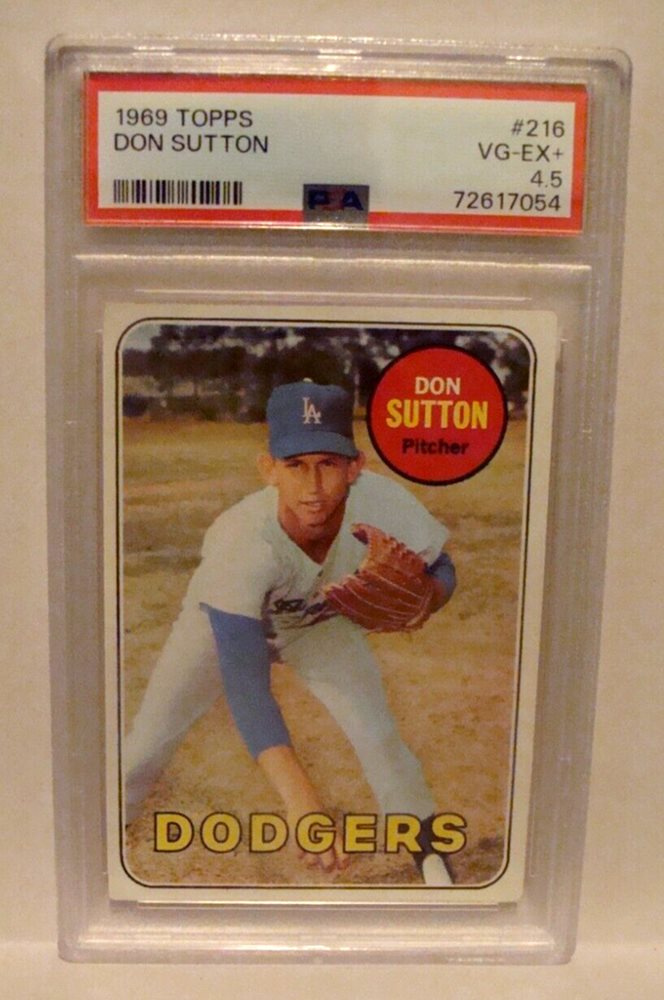 1969 TOPPS
#216
DON SUTTON
VG-EX+
4.5
PSA
72617054
DON
SUTTON
Pitcher
LA
DODGERS